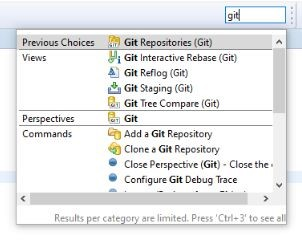 git
Previous Choices Git Repositories (Git)
Views Git Interactive Rebase (Git)
Git Reflog (Git)
Git Staging (Git)
Git Tree Compare (Git)
Perspectives Git
Commands Add a Git Repository
Clone a Git Repository
Close Perspective (Git) - Close the
Configure Git Debug Trace
Results per category are limited. Press 'Ctrl+3' to see all